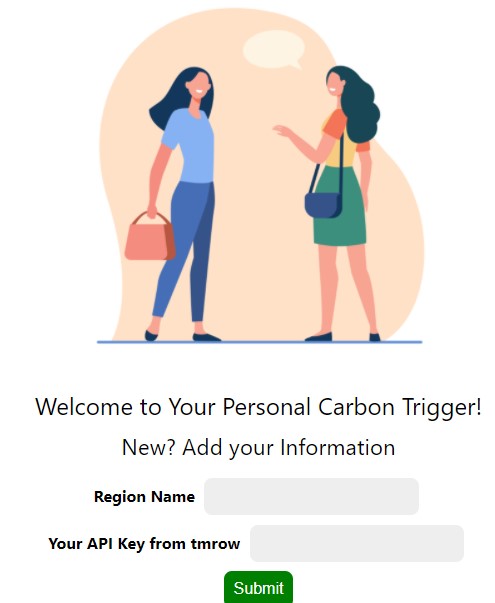 Welcome to Your Personal Carbon Trigger!
New? Add your Information
Region Name
Your API Key from tmrow
Submit